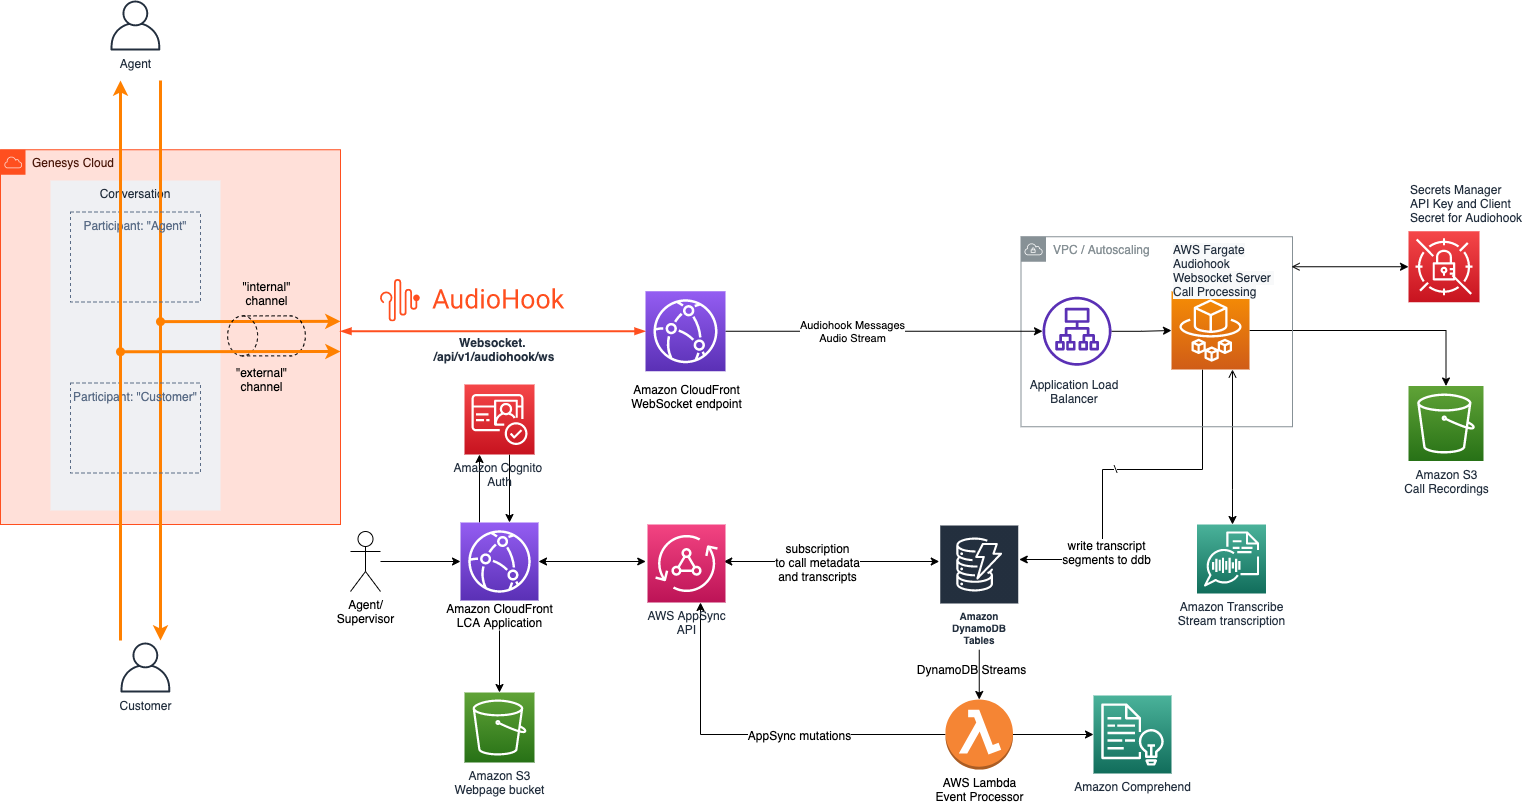 Agent
Genesys Cloud
Conversation
Participant: "Agent"
"internal"
channel
"external"
channel
Participant: "Customer"
Customer
AudioHook
Websocket.
/api/v1/audiohook/ws
Amazon CloudFront
WebSocket endpoint
Audiohook Messages
Audio Stream
VPC / Autoscaling
Application Load
Balancer
AWS Fargate
Audiohook
Websocket Server
Call Processing
Secrets Manager
API Key and Client
Secret for Audiohook
Amazon S3
Call Recordings
Amazon Cognito
Auth
Agent/
Supervisor
Amazon CloudFront
LCA Application
AWS AppSync
API
subscription
to call metadata
and transcripts
Amazon
DynamoDB
Tables
write transcript
segments to ddb
Amazon Transcribe
Stream transcription
DynamoDB Streams
Amazon S3
Webpage bucket
AppSync mutations
AWS Lambda
Event Processor
Amazon Comprehend